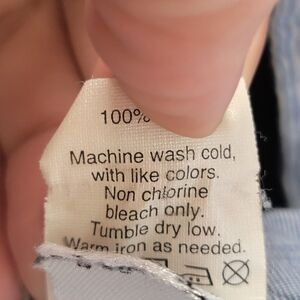 100%
Machine wash cold,
with like colors.
Non chlorine
bleach only.
Tumble dry low.
Warm iron as needed.